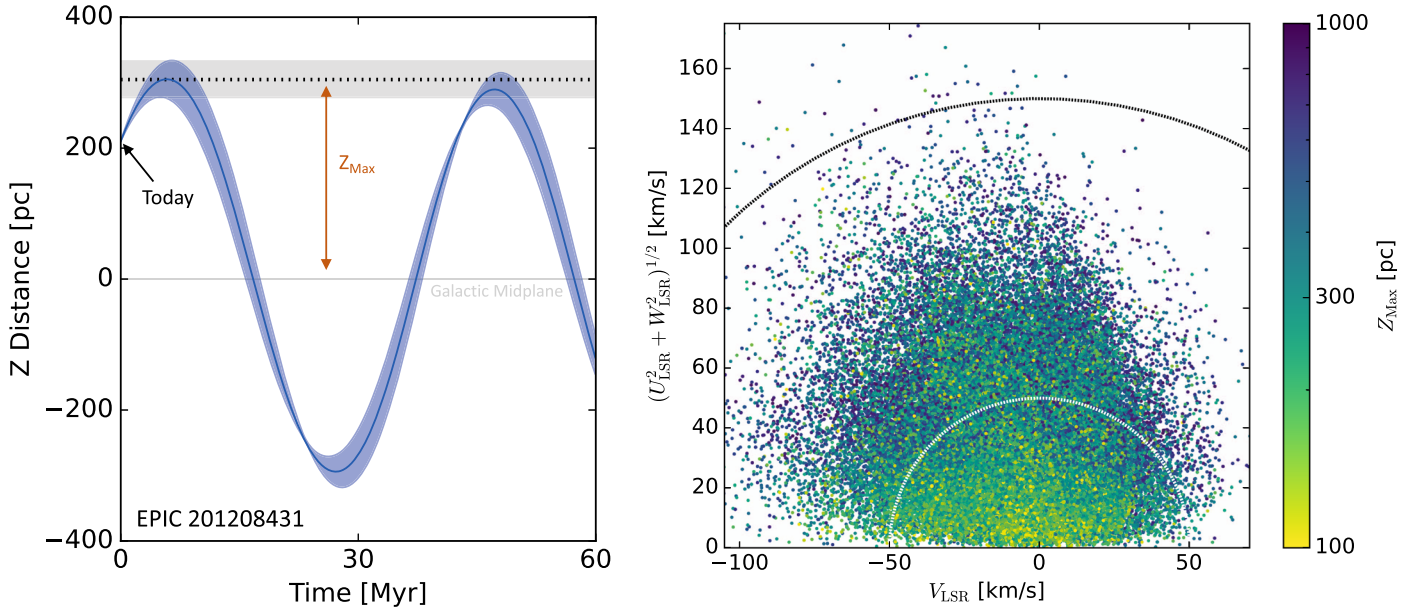 400
200
0
−200
−400
Z Distance [pc]
Z_Max
Today
Galactic Midplane
EPIC 201208431
0
30
60
Time [Myr]
160
140
120
100
80
60
40
20
0
(U²_LSR + W²_LSR)^1/2 [km/s]
−100
−50
0
50
V_LSR [km/s]
1000
300
100
Z_Max [pc]